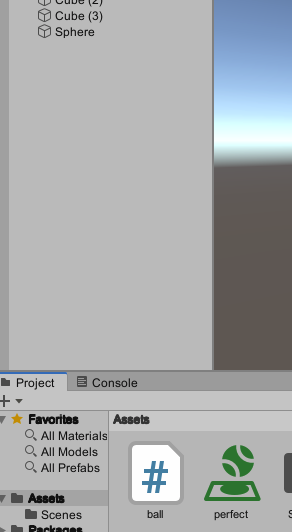 Cube (2)
Cube (3)
Sphere
Project
Console
Favorites
All Materials
All Models
All Prefabs
Assets
Scenes
Packages
Assets
#
ball
perfect